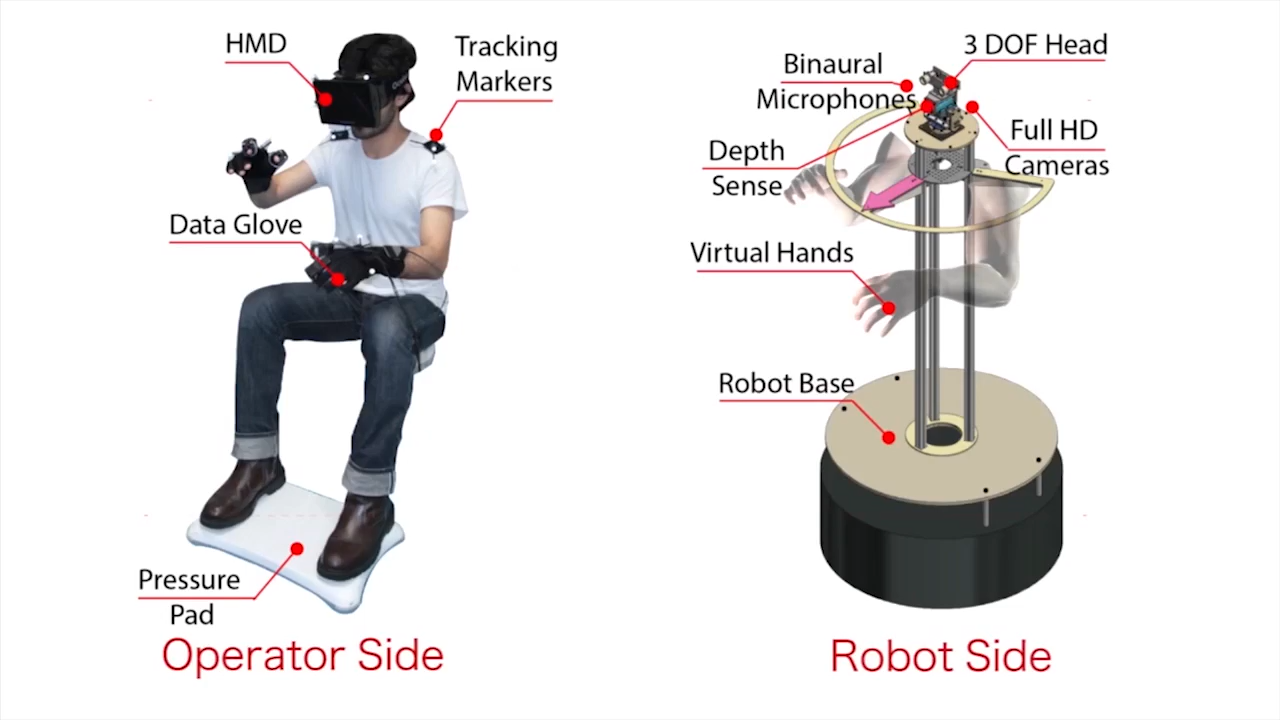 HMD
Tracking
Markers
Data Glove
Pressure
Pad
Operator Side
3 DOF Head
Binaural
Microphones
Full HD
Cameras
Depth
Sense
Virtual Hands
Robot Base
Robot Side